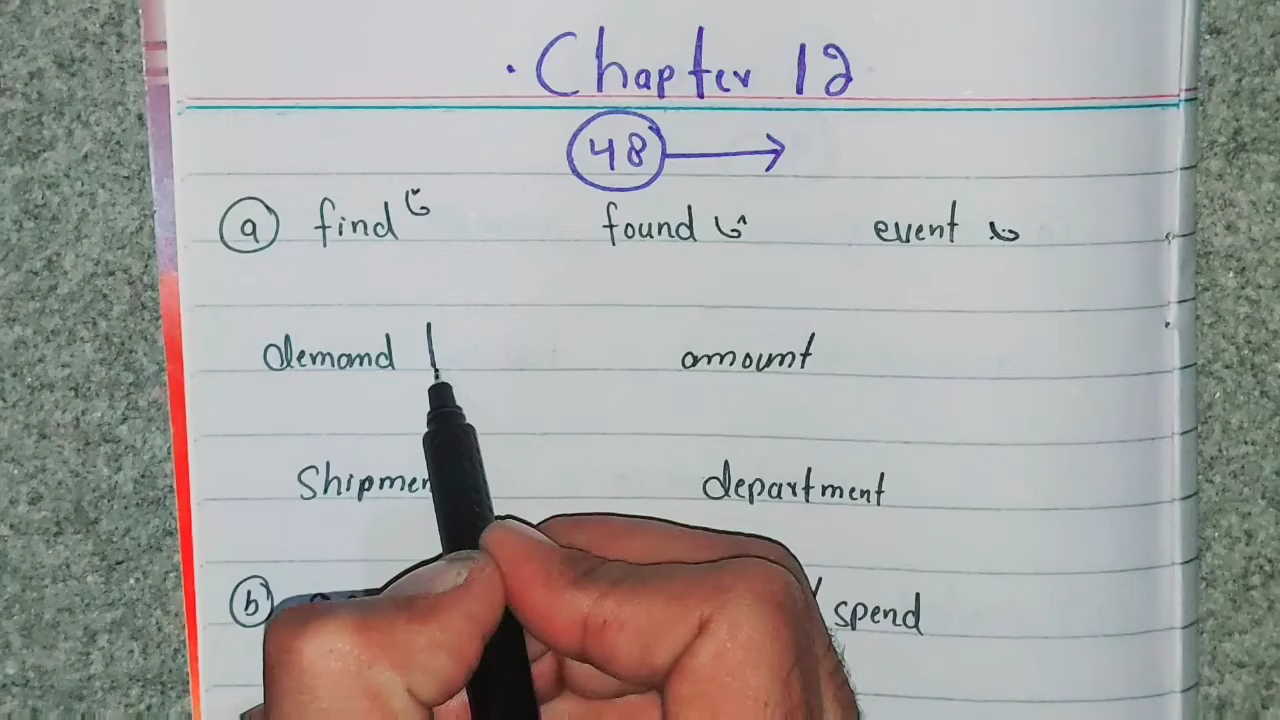 Chapter 12
48
a find found event
demand amount
Shipmen department
b spend